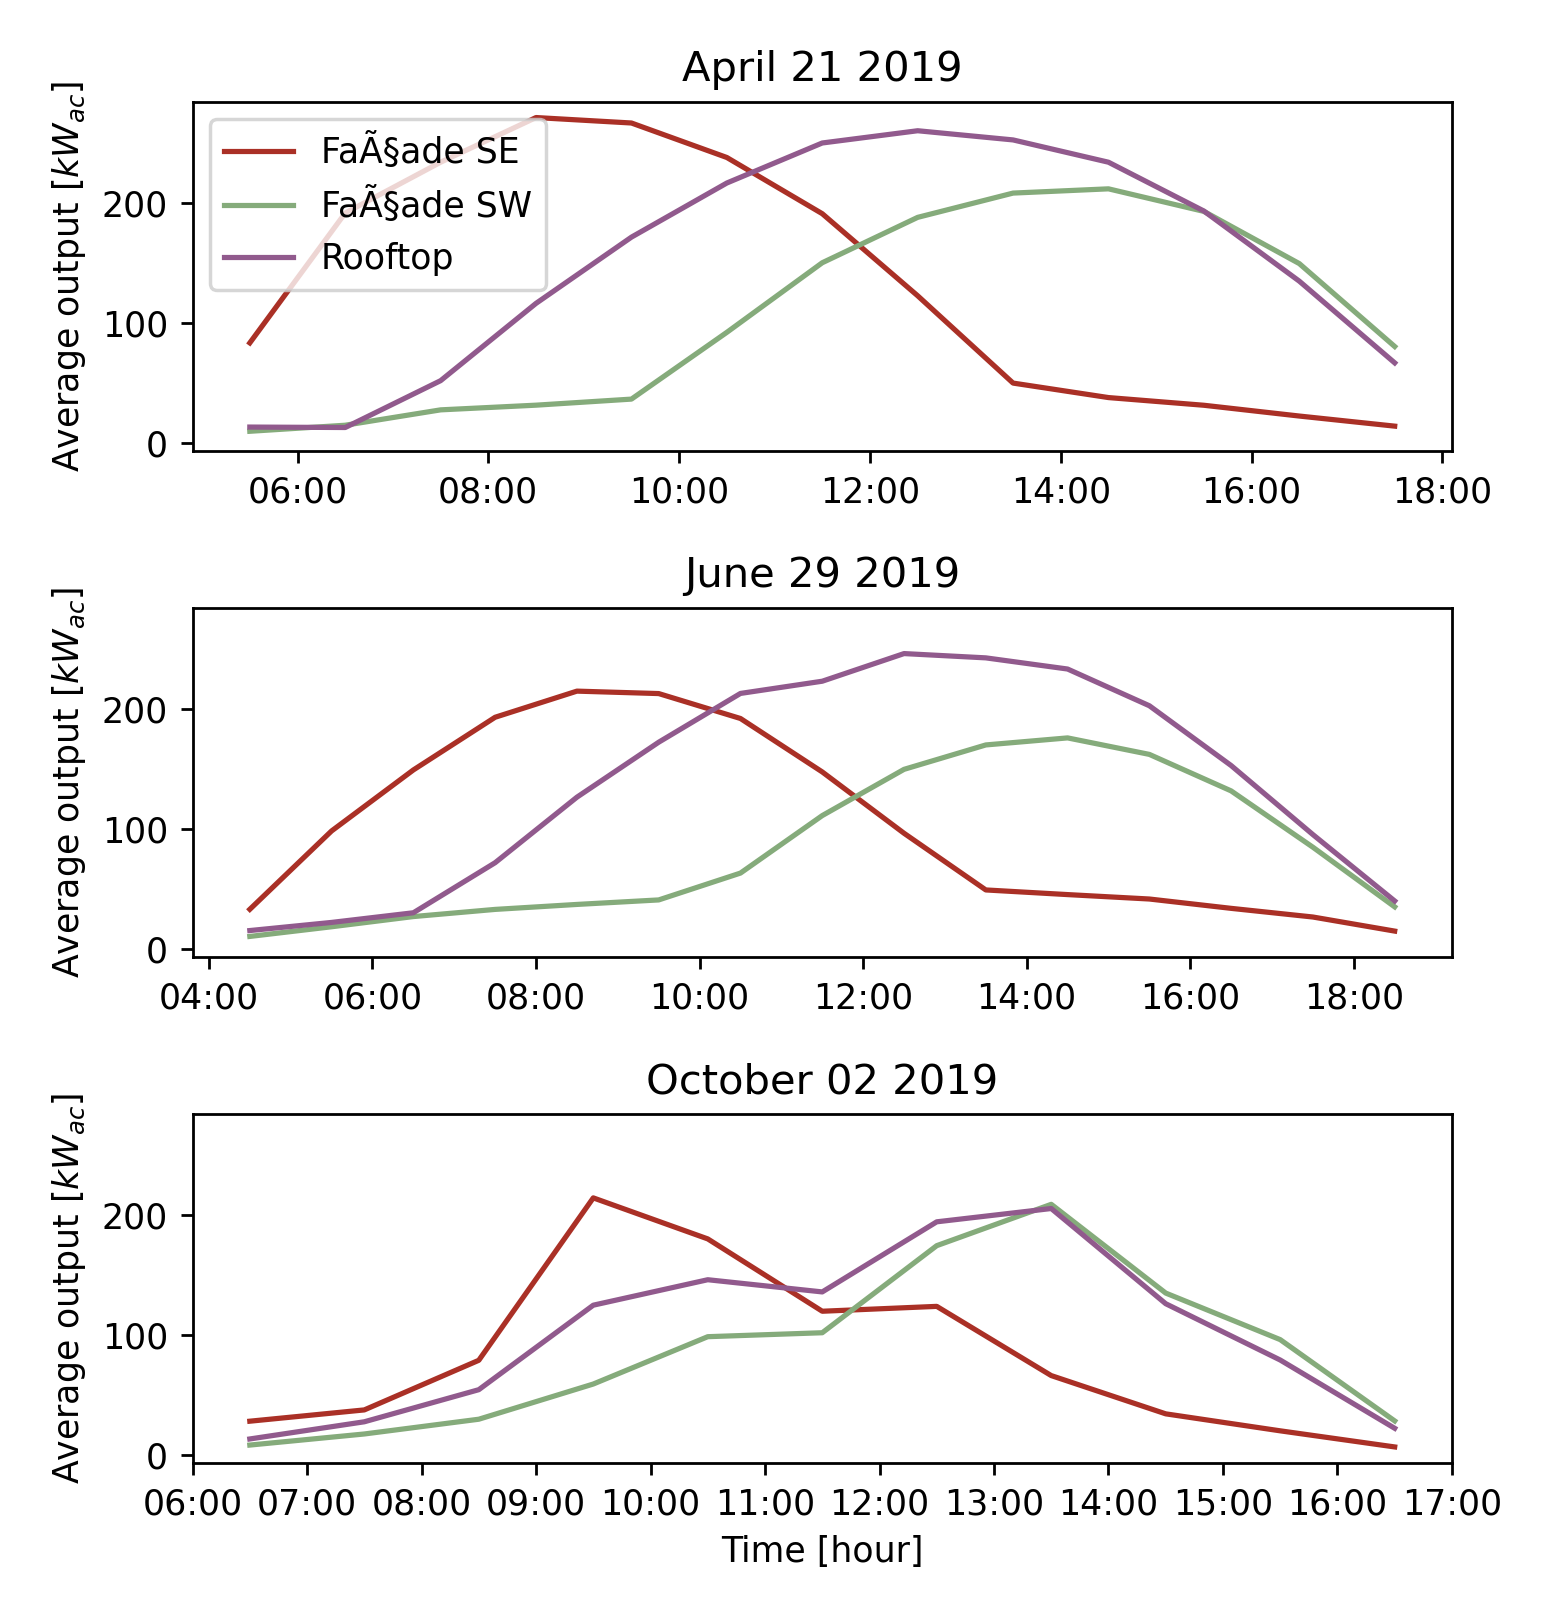 April 21 2019
Average output [kW_ac]
FaÃ§ade SE
FaÃ§ade SW
Rooftop
200
100
0
06:00 08:00 10:00 12:00 14:00 16:00 18:00
June 29 2019
Average output [kW_ac]
200
100
0
04:00 06:00 08:00 10:00 12:00 14:00 16:00 18:00
October 02 2019
Average output [kW_ac]
200
100
0
06:00 07:00 08:00 09:00 10:00 11:00 12:00 13:00 14:00 15:00 16:00 17:00
Time [hour]